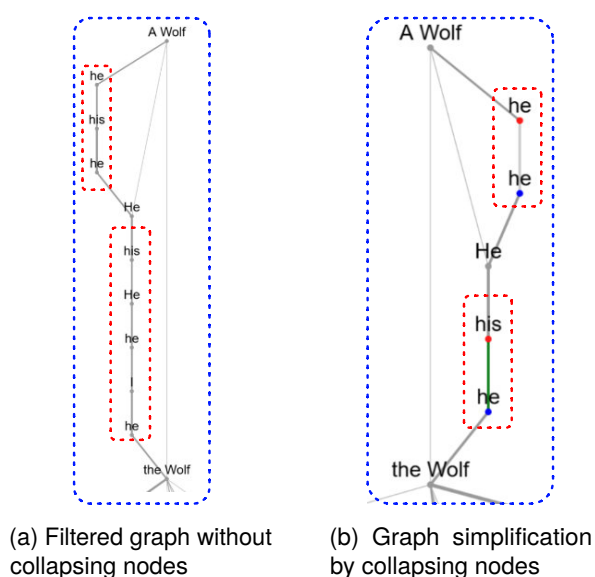 A Wolf
he
his
he
He
his
He
he
I
he
the Wolf
(a) Filtered graph without
collapsing nodes
A Wolf
he
he
He
his
he
the Wolf
(b) Graph simplification
by collapsing nodes